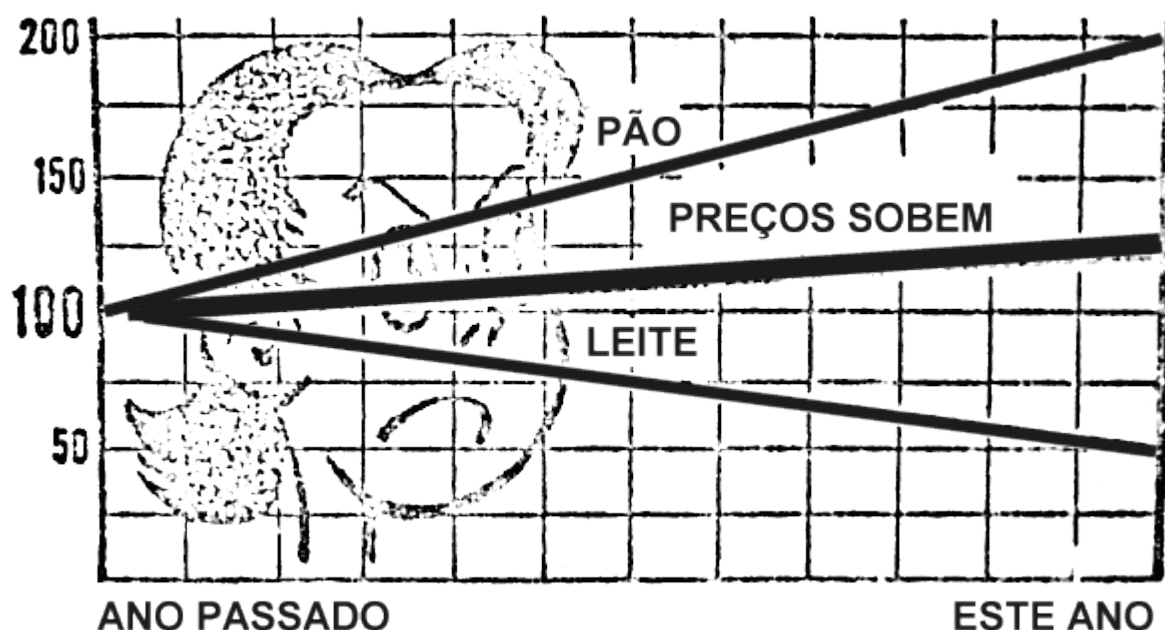 200
PÃO
150
PREÇOS SOBEM
100
LEITE
50
ANO PASSADO
ESTE ANO